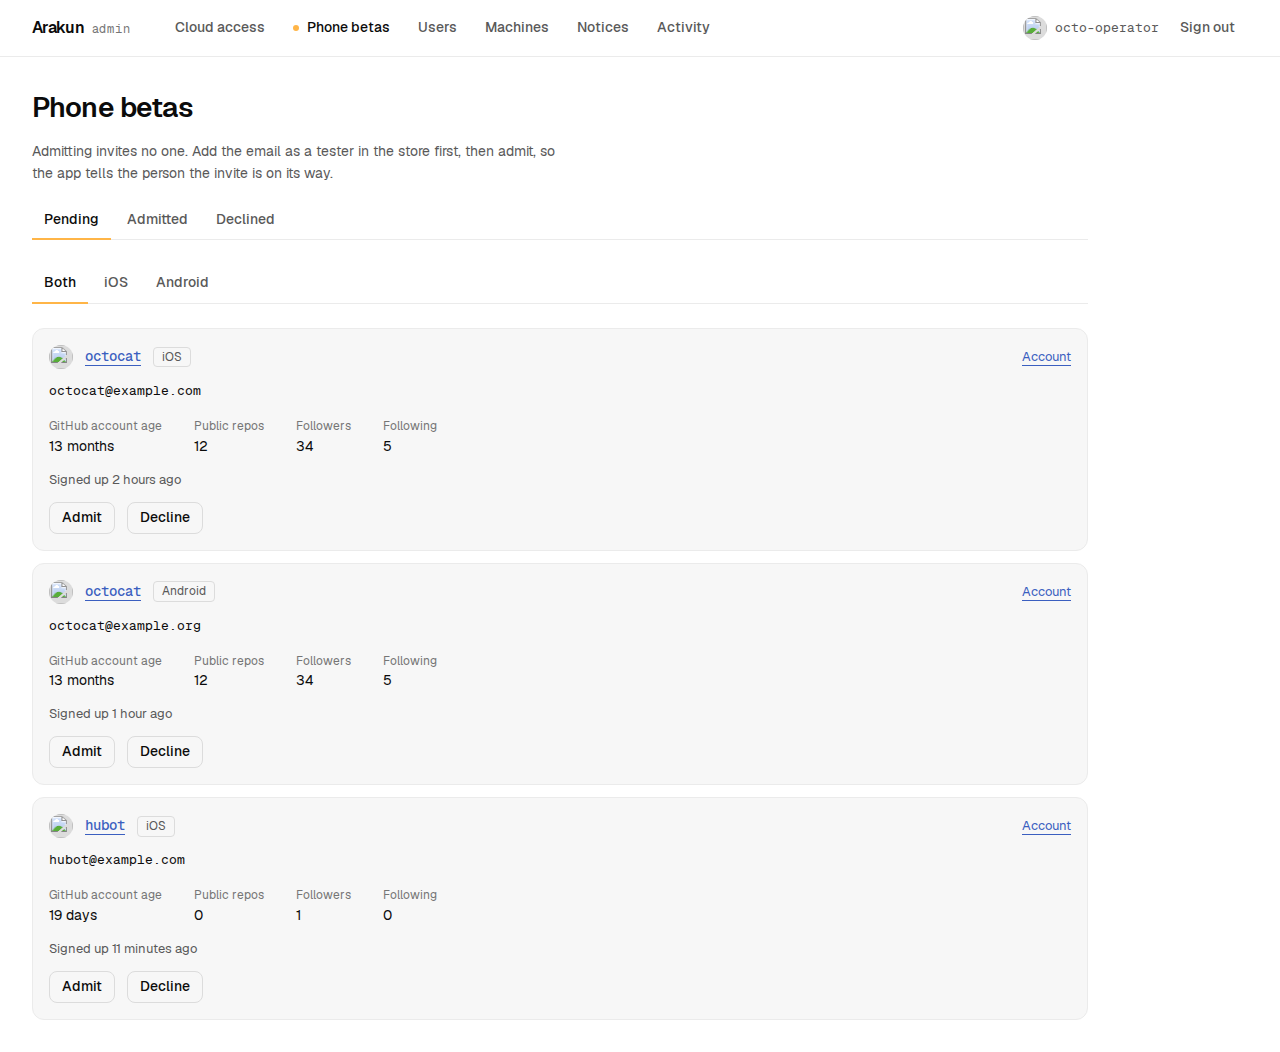 Arakun admin Cloud access Phone betas Users Machines Notices Activity octo-operator Sign out
Phone betas
Admitting invites no one. Add the email as a tester in the store first, then admit, so
the app tells the person the invite is on its way.
Pending Admitted Declined
Both iOS Android
octocat iOS Account
octocat@example.com
GitHub account age Public repos Followers Following
13 months 12 34 5
Signed up 2 hours ago
Admit Decline
octocat Android Account
octocat@example.org
GitHub account age Public repos Followers Following
13 months 12 34 5
Signed up 1 hour ago
Admit Decline
hubot iOS Account
hubot@example.com
GitHub account age Public repos Followers Following
19 days 0 1 0
Signed up 11 minutes ago
Admit Decline